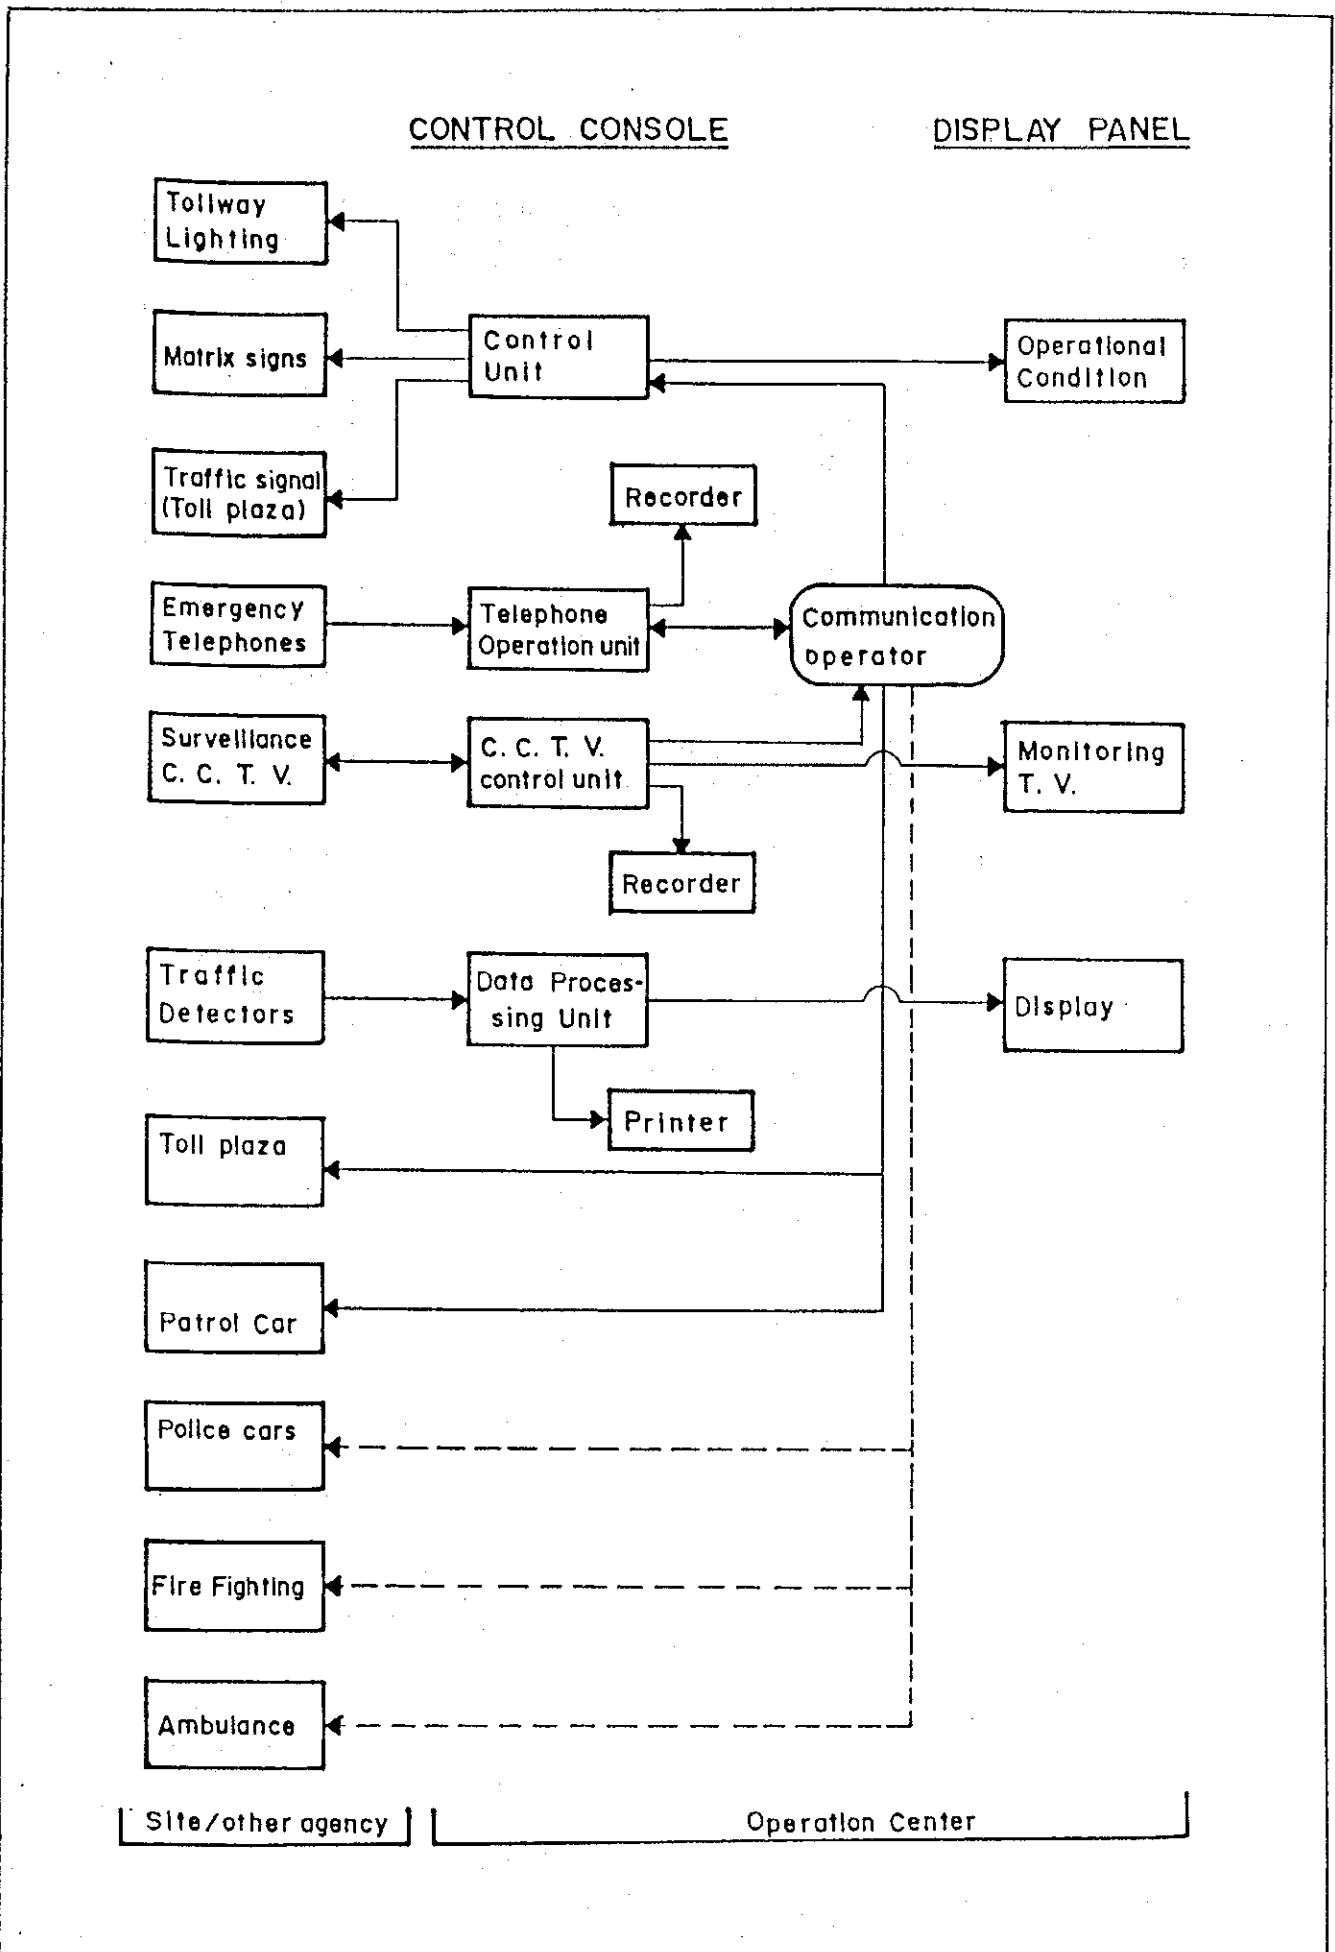 CONTROL CONSOLE
DISPLAY PANEL
Tollway
Lighting
Matrix signs
Control
Unit
Operational
Condition
Traffic signal
(Toll plaza)
Recorder
Emergency
Telephones
Telephone
Operation unit
Communication
operator
Surveillance
C. C. T. V.
C. C. T. V.
control unit
Monitoring
T. V.
Recorder
Traffic
Detectors
Data Proces-
sing Unit
Display
Printer
Toll plaza
Patrol Car
Police cars
Fire Fighting
Ambulance
Site/other agency
Operation Center